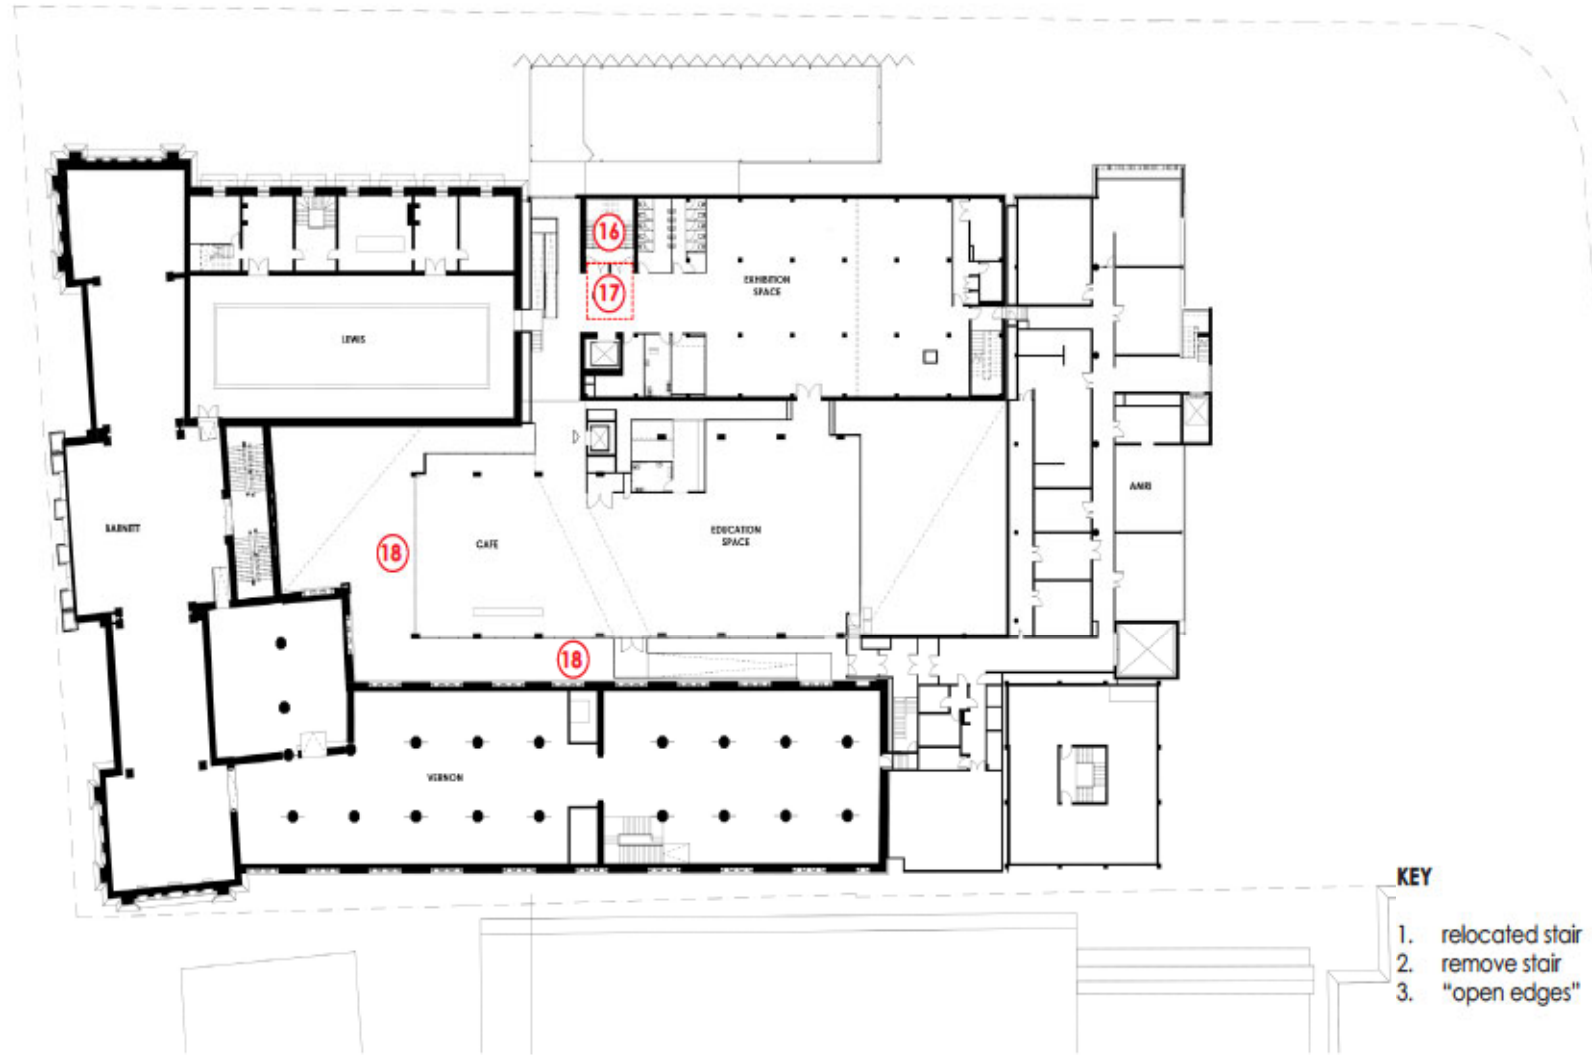 16
17
EXHIBITION
SPACE
LEWIS
BARNETT
18
CAFE
EDUCATION
SPACE
AMRI
18
VERNON
KEY
1. relocated stair
2. remove stair
3. “open edges”